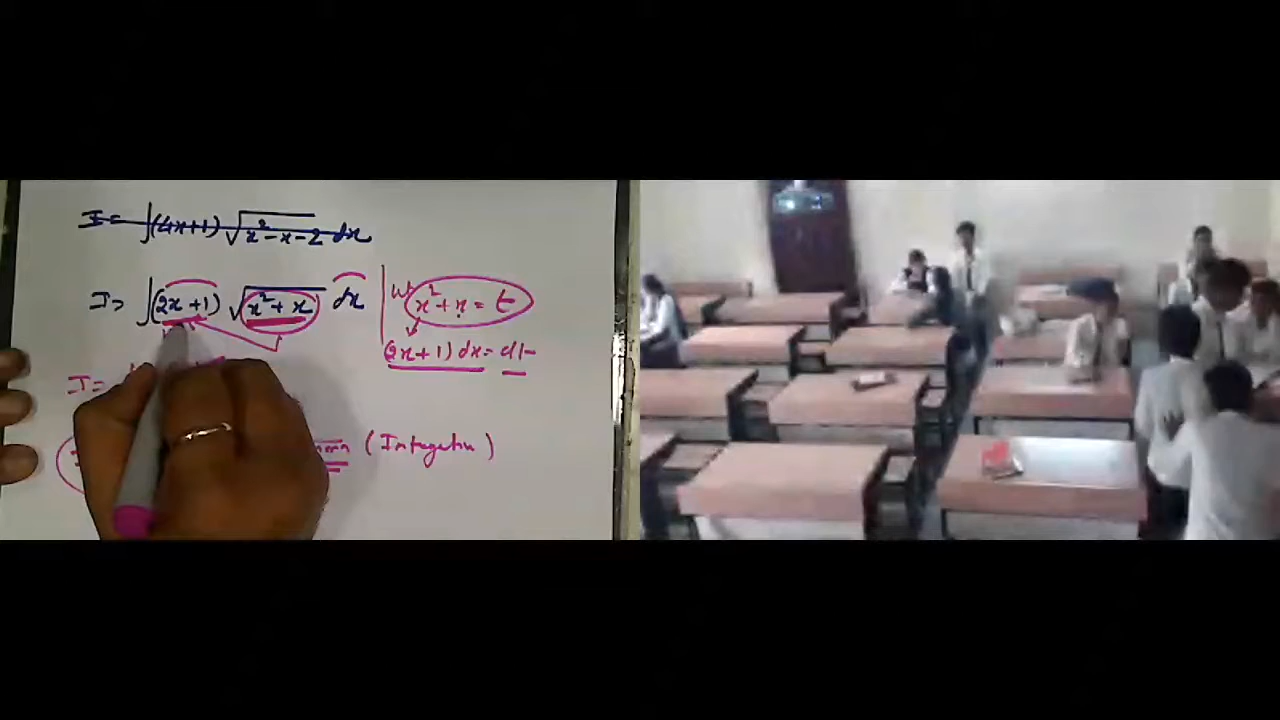 I = ∫(4x+1) √x²-x-2 dx
I = ∫(2x+1) √x²+x dx
x²+x = t
(2x+1) dx = dt
I =
(Integration)